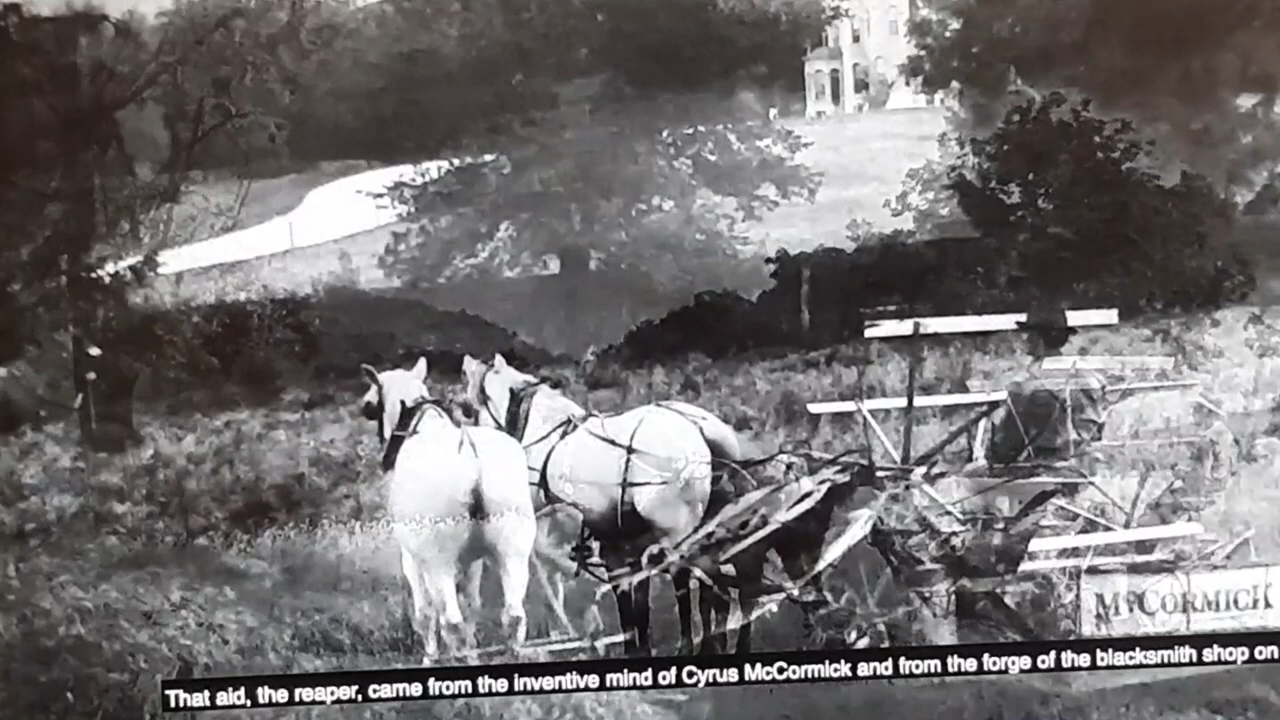 McCORMICK
That aid, the reaper, came from the inventive mind of Cyrus McCormick and from the forge of the blacksmith shop on